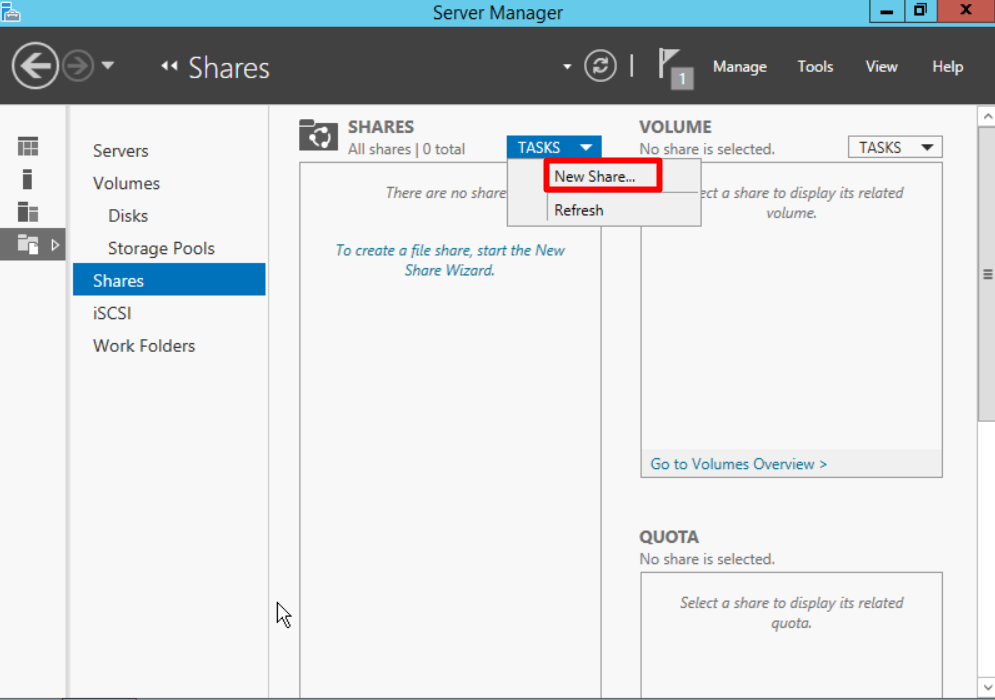 Server Manager
Shares
1
Manage
Tools
View
Help
Servers
Volumes
Disks
Storage Pools
Shares
iSCSI
Work Folders
SHARES
All shares | 0 total
TASKS
New Share...
Refresh
There are no share
To create a file share, start the New
Share Wizard.
VOLUME
No share is selected.
TASKS
ect a share to display its related
volume.
Go to Volumes Overview >
QUOTA
No share is selected.
Select a share to display its related
quota.